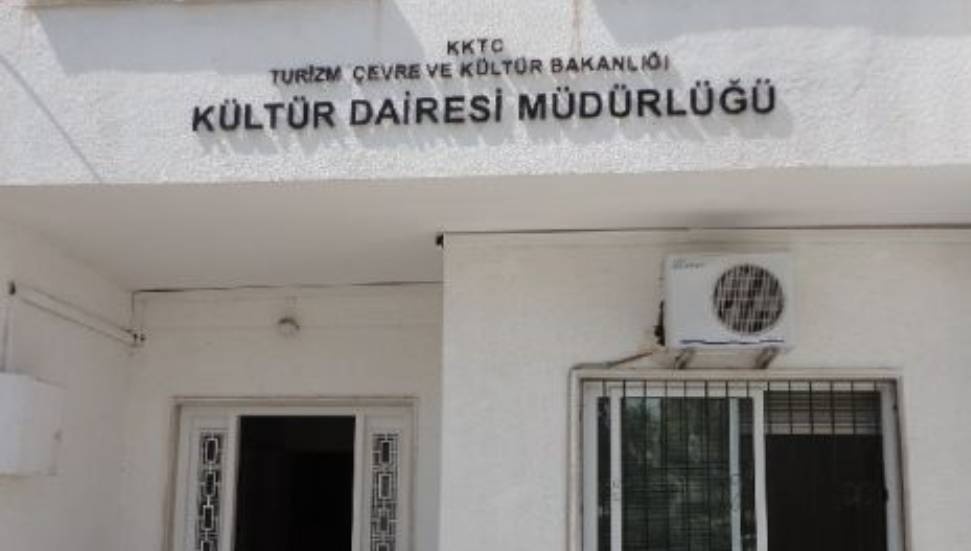 KKTC
TURİZM ÇEVRE VE KÜLTÜR BAKANLIĞI
KÜLTÜR DAİRESİ MÜDÜRLÜĞÜ